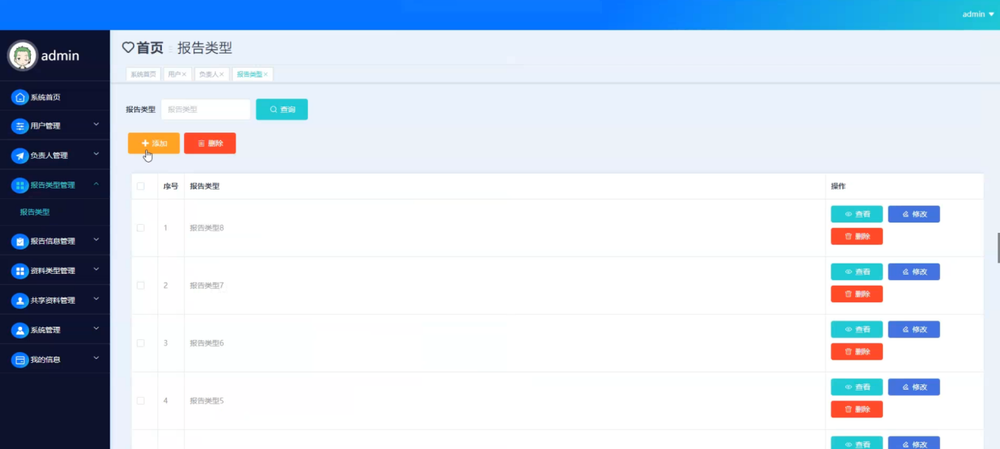 admin
admin
首页 报告类型
系统首页 用户× 负责人× 报告类型×
系统首页
用户管理
负责人管理
报告类型管理
报告类型
报告信息管理
资料类型管理
共享资料管理
系统管理
我的信息
报告类型 报告类型 查询
添加 删除
序号 报告类型 操作
1 报告类型8 查看 修改
删除
2 报告类型7 查看 修改
删除
3 报告类型6 查看 修改
删除
4 报告类型5 查看 修改
删除
查看 修改